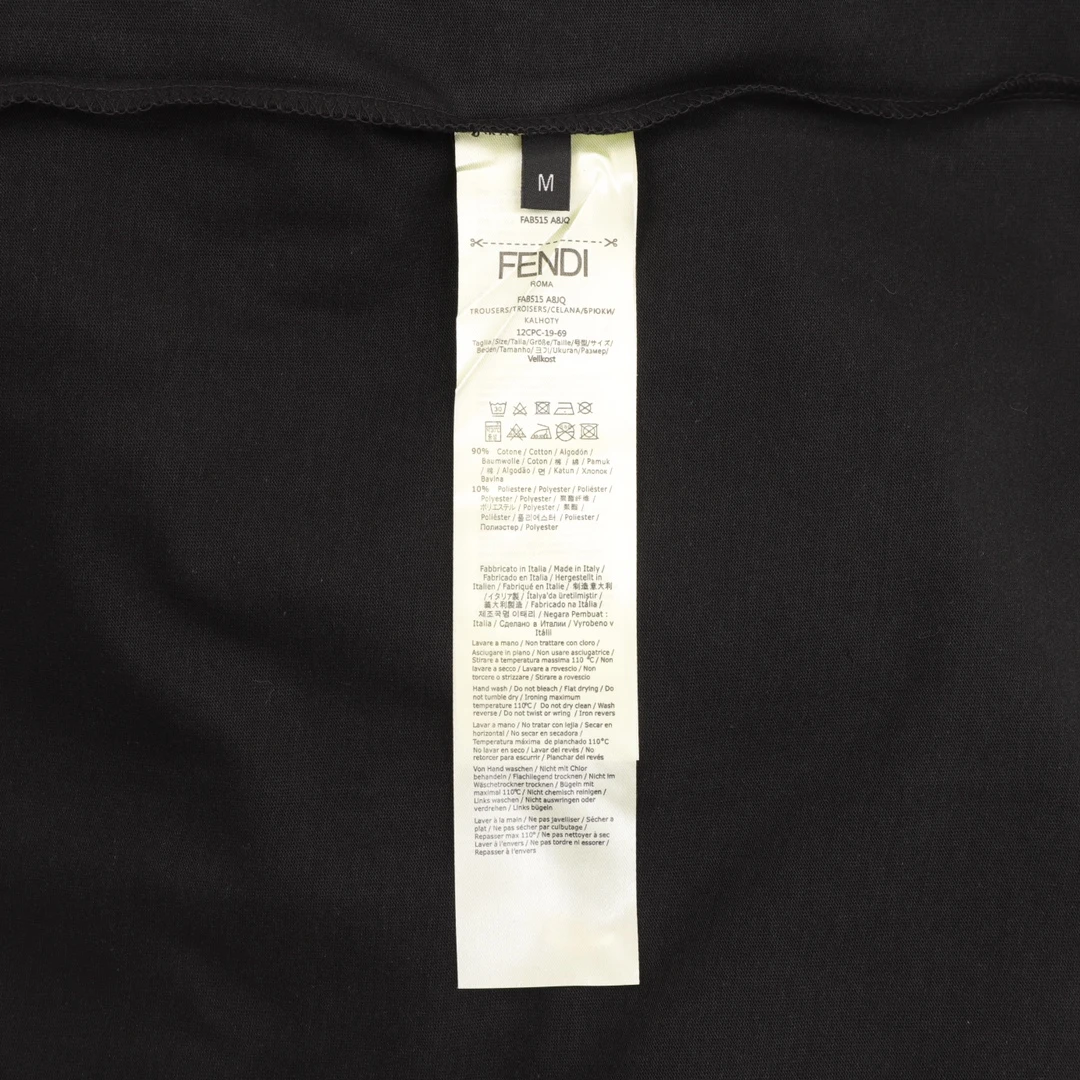 M
FAB515 A8JQ
FENDI
ROMA
FAB515 A8JQ
TROUSERS/TROISERS/CELANA/БРЮКИ/
KALHOTY
12CPC-19-69
Taglia/Size/Talla/Größe/Taille/号型/サイズ/
Beden/Tamanho/크기/Ukuran/Размер/
Vellkost
30
90% Cotone / Cotton / Algodón /
Baumwolle / Coton / 棉 / 綿 / Pamuk
/ 棉 / Algodão / 면 / Katun / Хлопок /
Bavlna
10% Poliestere / Polyester / Poliéster /
Polyester / Polyester / 聚酯纤维 /
ポリエステル / Polyester / 聚酯 /
Poliéster / 폴리에스터 / Poliester /
Полиэстер / Polyester
Fabbricato in Italia / Made in Italy /
Fabricado en Italia / Hergestellt in
Italien / Fabriqué en Italie / 制造意大利
/イタリア製 / İtalya'da üretilmiştir /
義大利製造 / Fabricado na Itália /
제조국명 이태리 / Negara Pembuat :
Italia / Сделано в Италии / Vyrobeno v
Itálii
Lavare a mano / Non trattare con cloro /
Asciugare in piano / Non usare asciugatrice /
Stirare a temperatura massima 110 ℃ / Non
lavare a secco / Lavare a rovescio / Non
torcere o strizzare / Stirare a rovescio
Hand wash / Do not bleach / Flat drying / Do
not tumble dry / Ironing maximum
temperature 110℃ / Do not dry clean / Wash
reverse / Do not twist or wring / Iron revers
Lavar a mano / No tratar con lejia / Secar en
horizontal / No secar en secadora /
Temperatura máxima de planchado 110°C
No lavar en seco / Lavar del revés / No
retorcer para escurrir / Planchar del revés
Von Hand waschen / Nicht mit Chlor
behandeln / Flachliegend trocknen / Nicht im
Wäschetrockner trocknen / Bügeln mit
maximal 110℃ / Nicht chemisch reinigen /
Links waschen / Nicht auswringen oder
verdrehen / Links bügeln
Laver à la main / Ne pas javelliser / Sécher a
plat / Ne pas sécher par culbutage /
Repasser max 110° / Ne pas nettoyer à sec
Laver à l'envers / Ne pas tordre ni essorer /
Repasser à l'envers